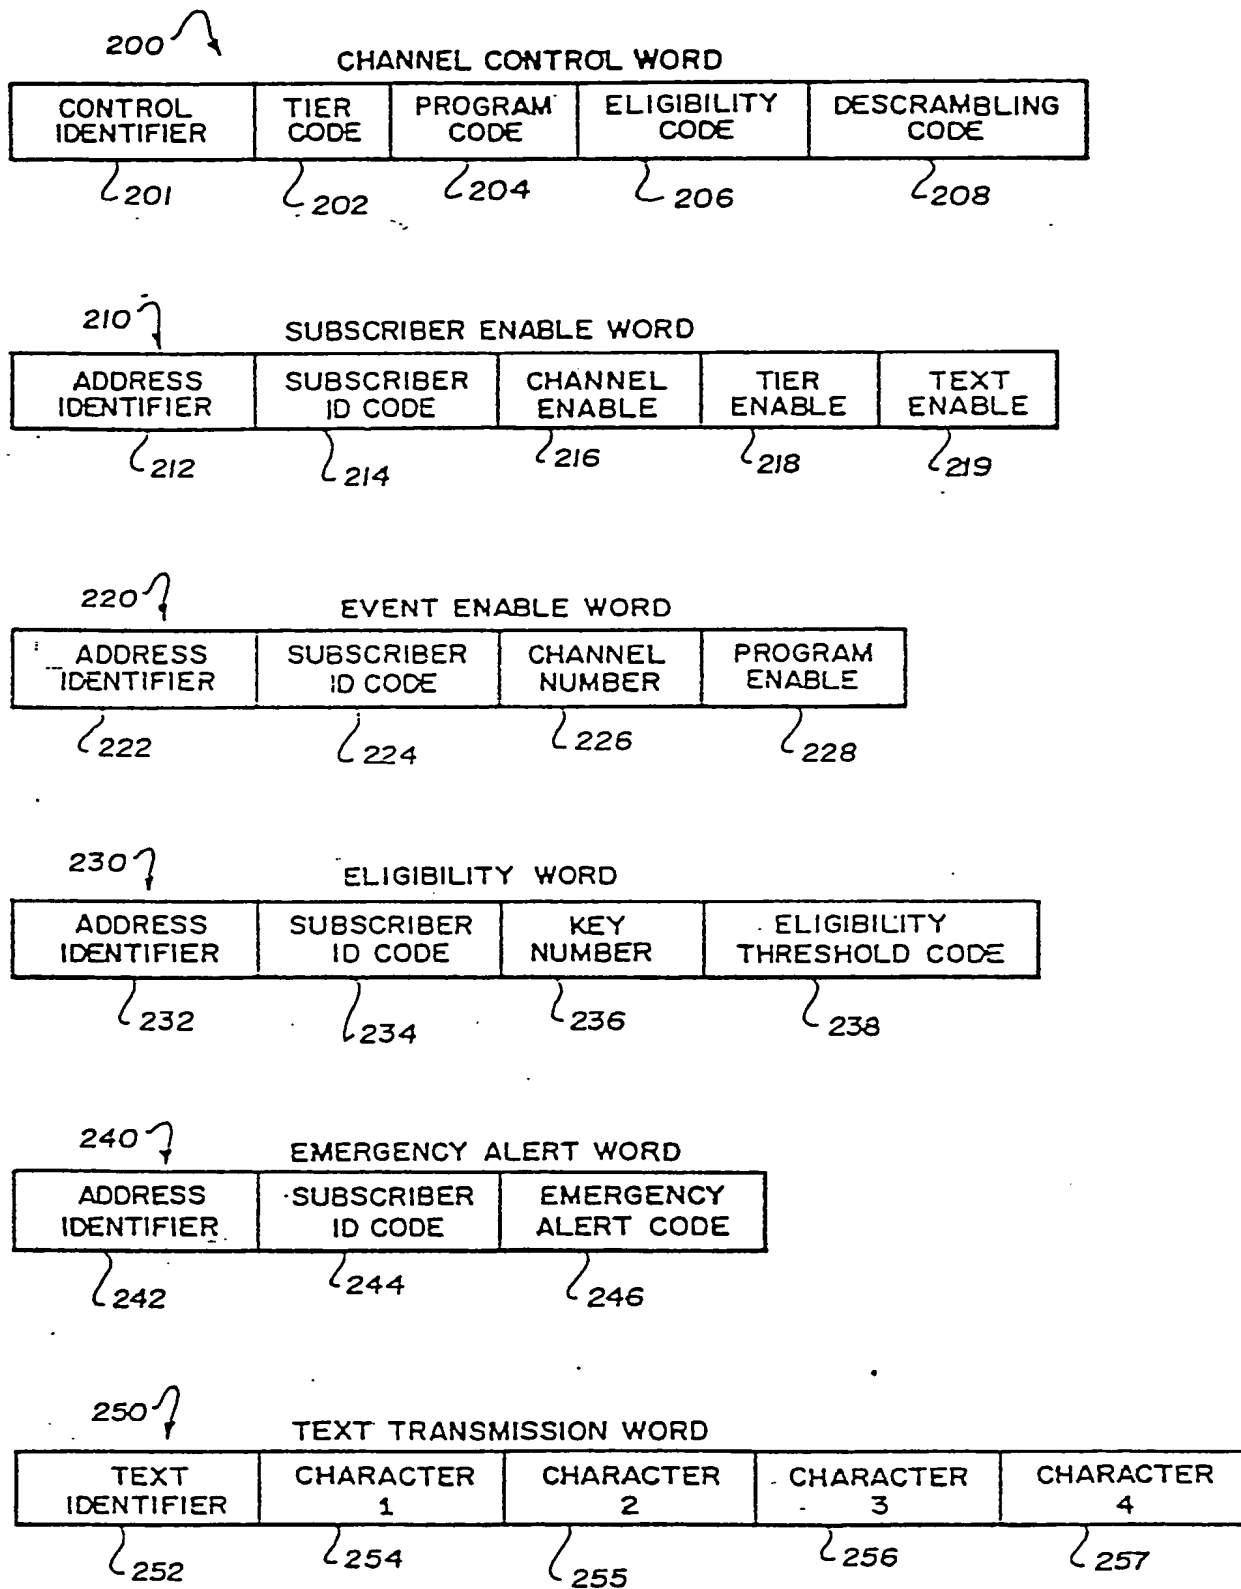 200
CHANNEL CONTROL WORD
CONTROL IDENTIFIER
TIER CODE
PROGRAM CODE
ELIGIBILITY CODE
DESCRAMBLING CODE
201
202
204
206
208
210
SUBSCRIBER ENABLE WORD
ADDRESS IDENTIFIER
SUBSCRIBER ID CODE
CHANNEL ENABLE
TIER ENABLE
TEXT ENABLE
212
214
216
218
219
220
EVENT ENABLE WORD
ADDRESS IDENTIFIER
SUBSCRIBER ID CODE
CHANNEL NUMBER
PROGRAM ENABLE
222
224
226
228
230
ELIGIBILITY WORD
ADDRESS IDENTIFIER
SUBSCRIBER ID CODE
KEY NUMBER
ELIGIBILITY THRESHOLD CODE
232
234
236
238
240
EMERGENCY ALERT WORD
ADDRESS IDENTIFIER
SUBSCRIBER ID CODE
EMERGENCY ALERT CODE
242
244
246
250
TEXT TRANSMISSION WORD
TEXT IDENTIFIER
CHARACTER 1
CHARACTER 2
CHARACTER 3
CHARACTER 4
252
254
255
256
257